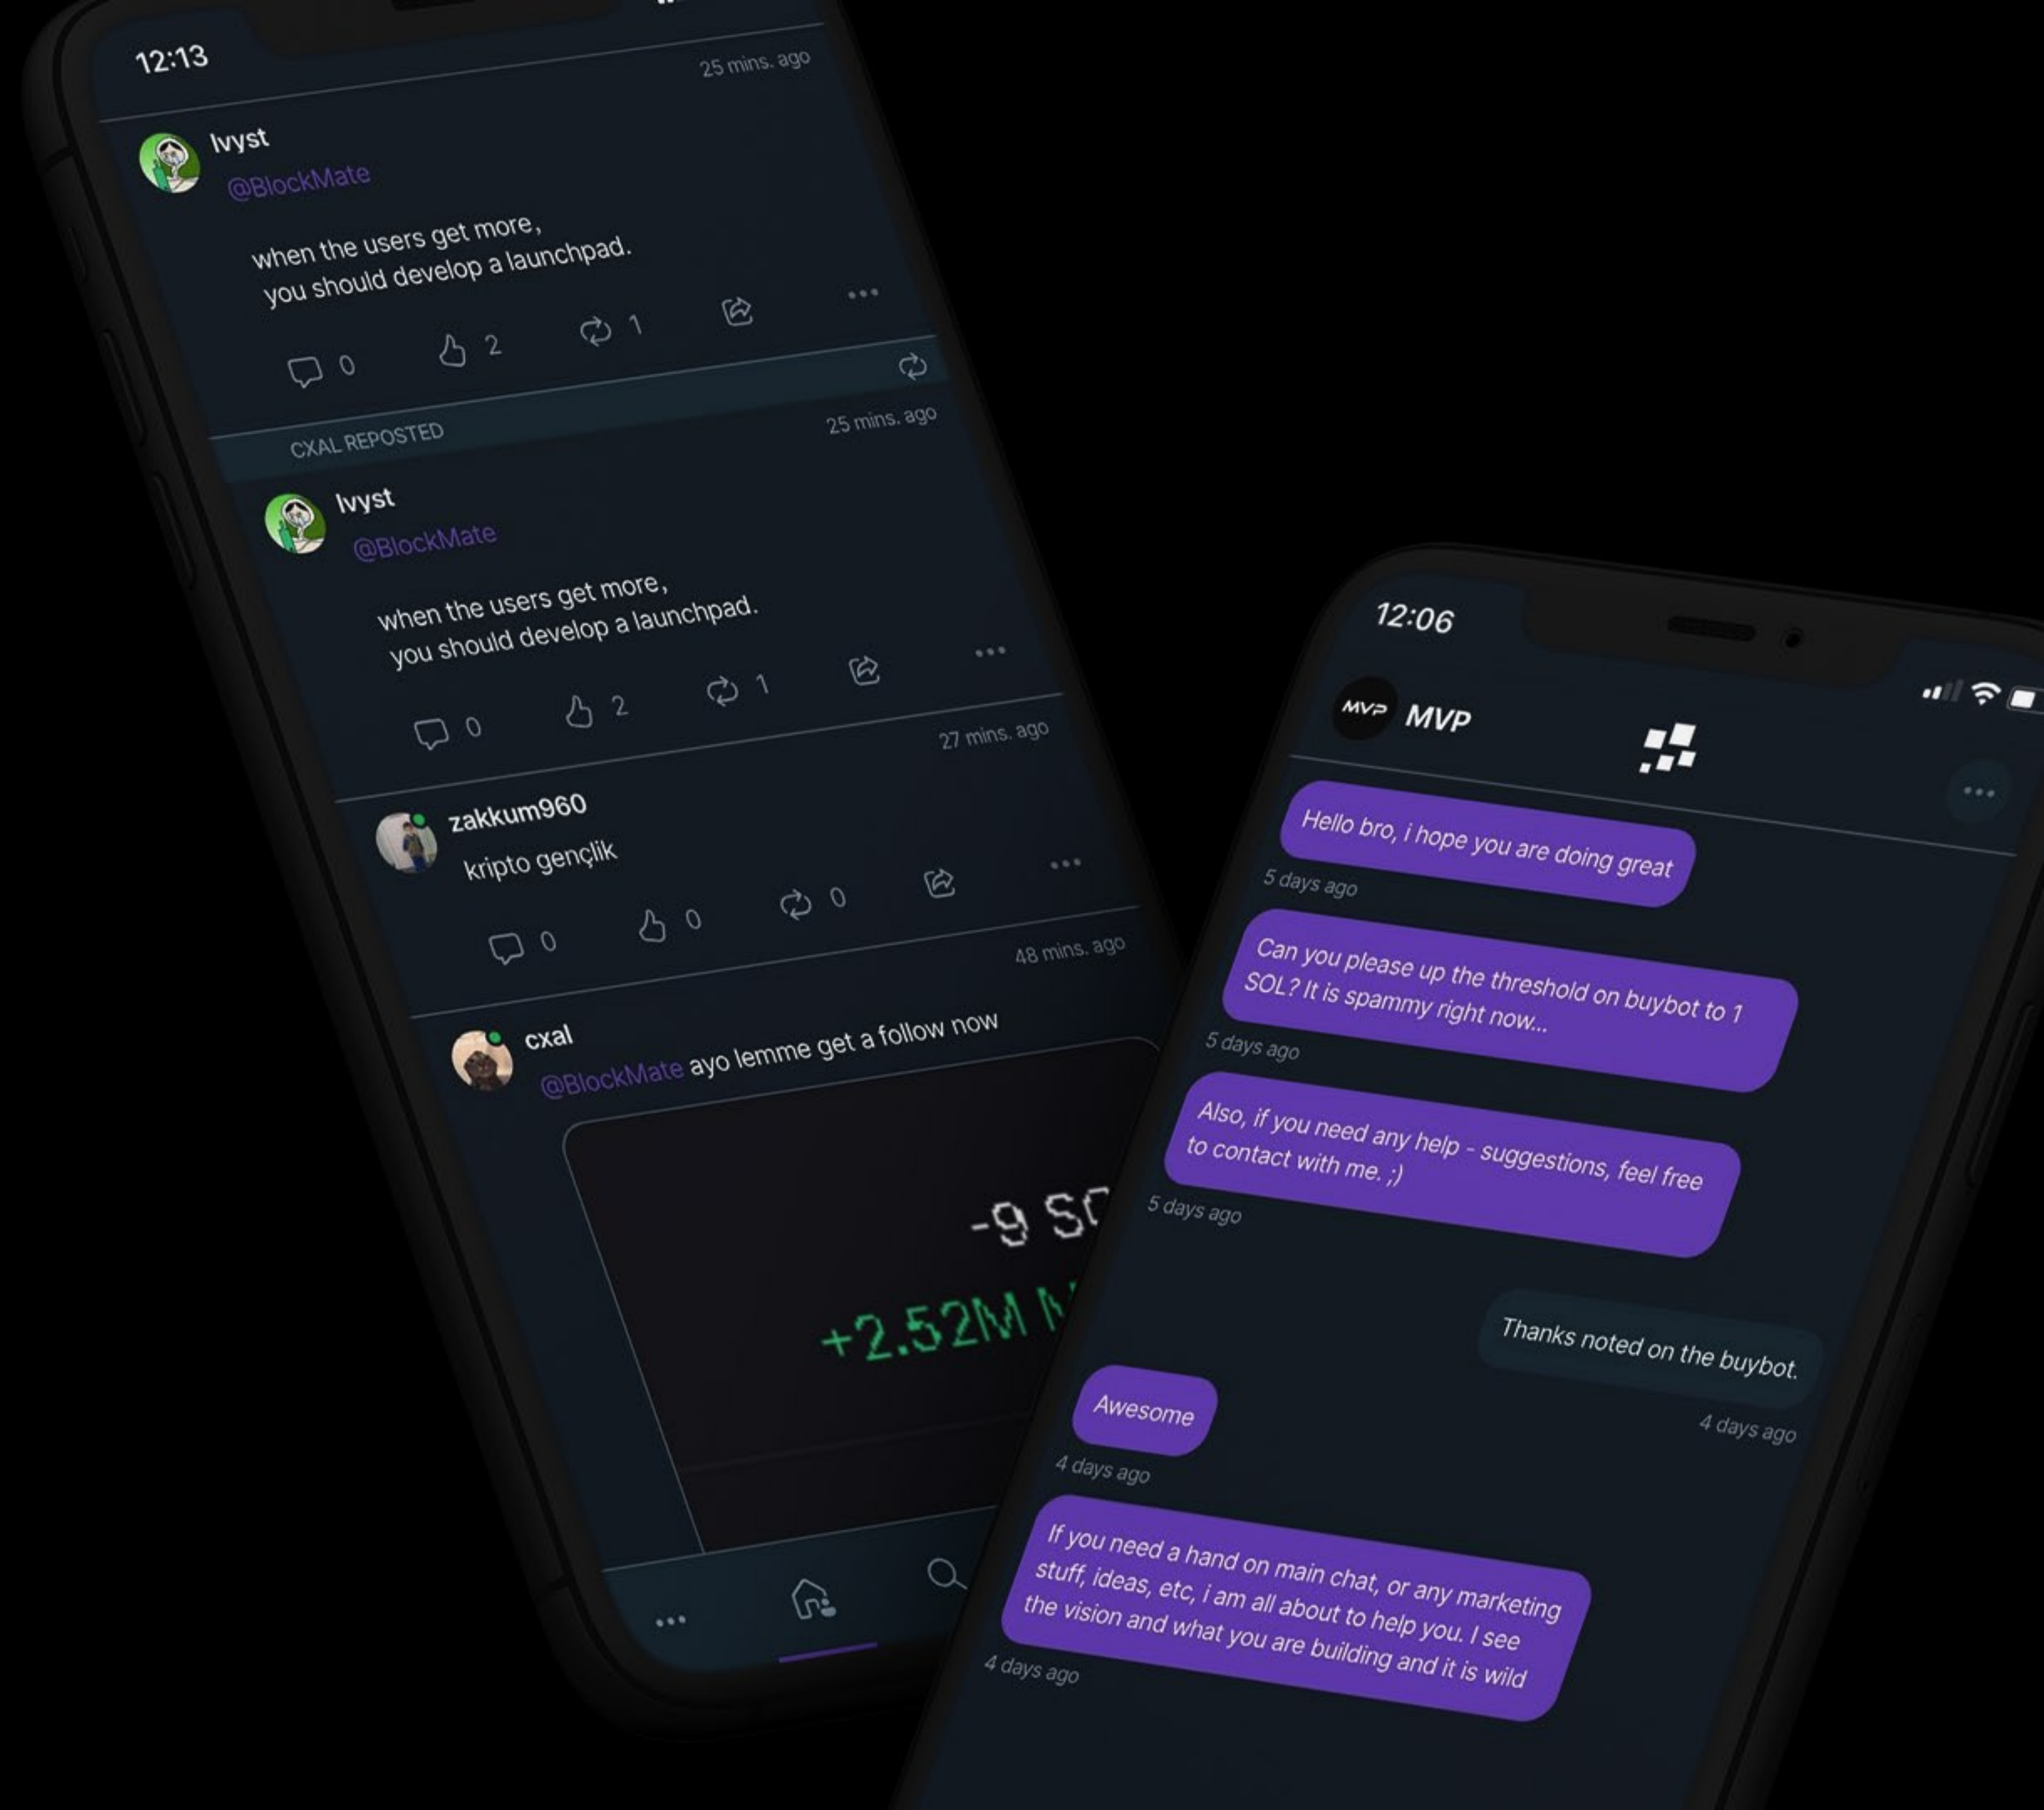 12:13
25 mins. ago
lvyst
@BlockMate
when the users get more,
you should develop a launchpad.
0
2
1
CXAL REPOSTED
25 mins. ago
lvyst
@BlockMate
when the users get more,
you should develop a launchpad.
0
2
1
27 mins. ago
zakkum960
kripto gençlik
0
0
0
48 mins. ago
cxal
@BlockMate ayo lemme get a follow now
-9
+2.52M
12:06
MVP
MVP
Hello bro, i hope you are doing great
5 days ago
Can you please up the threshold on buybot to 1
SOL? It is spammy right now...
5 days ago
Also, if you need any help - suggestions, feel free
to contact with me. ;)
5 days ago
Thanks noted on the buybot.
4 days ago
Awesome
4 days ago
If you need a hand on main chat, or any marketing
stuff, ideas, etc, i am all about to help you. I see
the vision and what you are building and it is wild
4 days ago